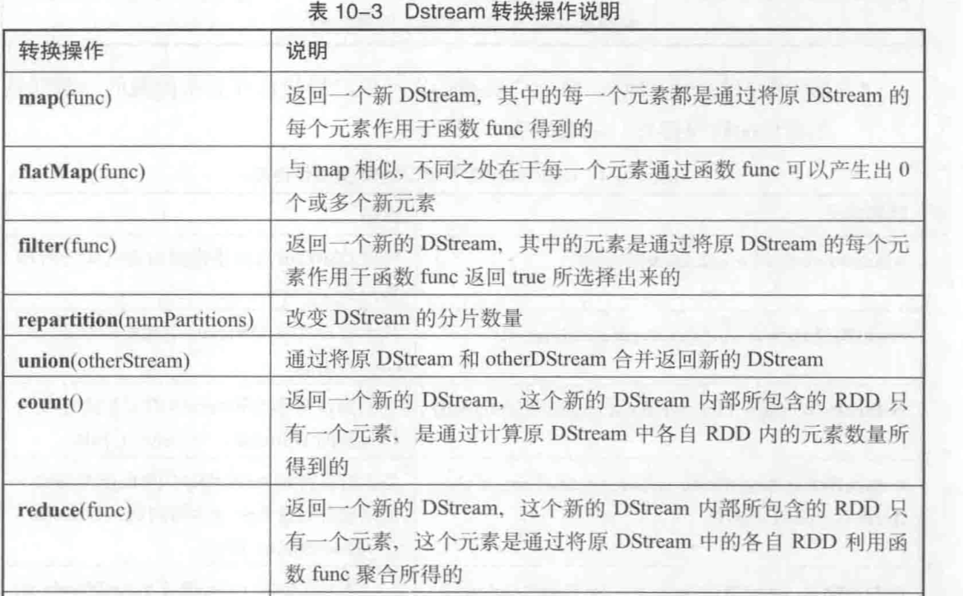 表 10–3 Dstream 转换操作说明
转换操作 说明
map(func) 返回一个新 DStream，其中的每一个元素都是通过将原 DStream 的
每个元素作用于函数 func 得到的
flatMap(func) 与 map 相似，不同之处在于每一个元素通过函数 func 可以产生出 0
个或多个新元素
filter(func) 返回一个新的 DStream，其中的元素是通过将原 DStream 的每个元
素作用于函数 func 返回 true 所选择出来的
repartition(numPartitions) 改变 DStream 的分片数量
union(otherStream) 通过将原 DStream 和 otherDStream 合并返回新的 DStream
count() 返回一个新的 DStream，这个新的 DStream 内部所包含的 RDD 只
有一个元素，是通过计算原 DStream 中各自 RDD 内的元素数量所
得到的
reduce(func) 返回一个新的 DStream，这个新的 DStream 内部所包含的 RDD 只
有一个元素，这个元素是通过将原 DStream 中的各自 RDD 利用函
数 func 聚合所得的